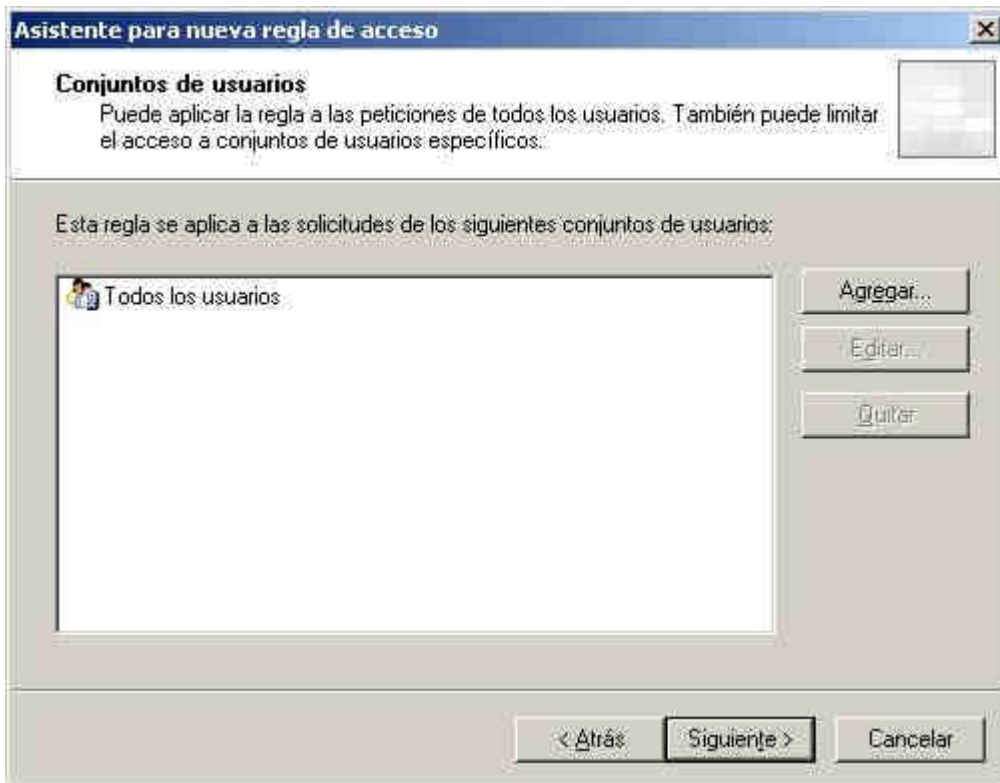 Asistente para nueva regla de acceso
Conjuntos de usuarios
Puede aplicar la regla a las peticiones de todos los usuarios. También puede limitar
el acceso a conjuntos de usuarios específicos.
Esta regla se aplica a las solicitudes de los siguientes conjuntos de usuarios:
Todos los usuarios
Agregar...
Editar...
Quitar
< Atrás
Siguiente >
Cancelar